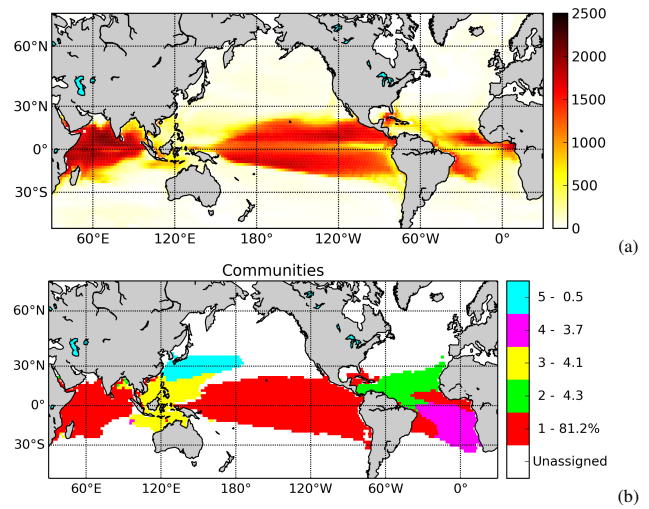 60°N
30°N
0°
30°S
60°E 120°E 180°W 120°W 60°W 0°
2500
2000
1500
1000
500
0
(a)
Communities
60°N
30°N
0°
30°S
60°E 120°E 180°W 120°W 60°W 0°
5 - 0.5
4 - 3.7
3 - 4.1
2 - 4.3
1 - 81.2%
Unassigned
(b)